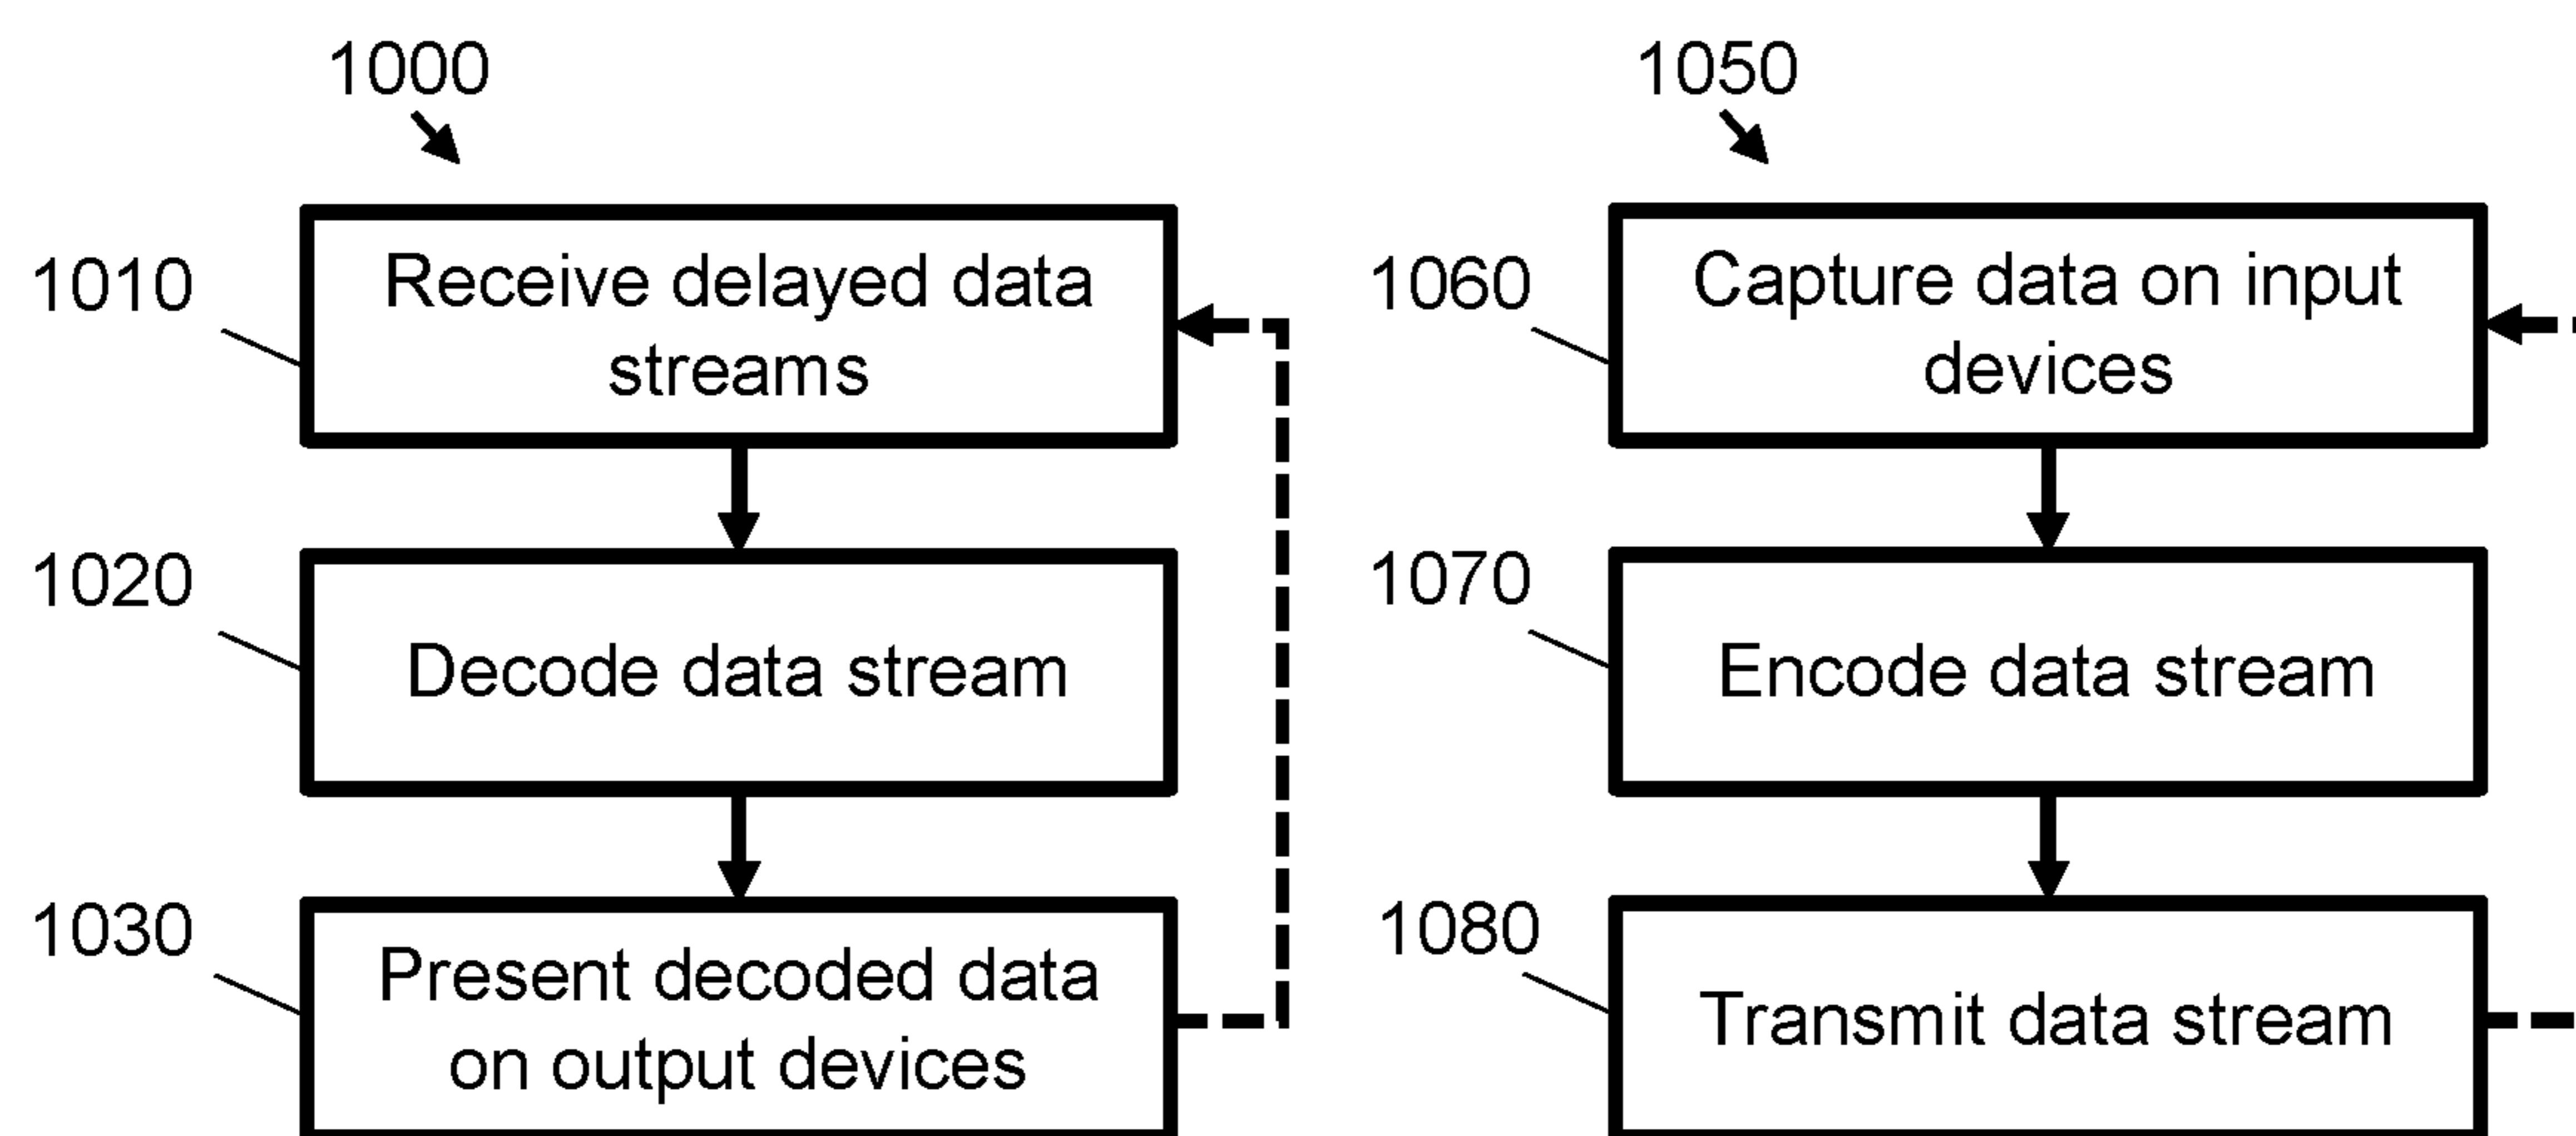 1000
1010
Receive delayed data
streams
1020
Decode data stream
1030
Present decoded data
on output devices
1050
1060
Capture data on input
devices
1070
Encode data stream
1080
Transmit data stream